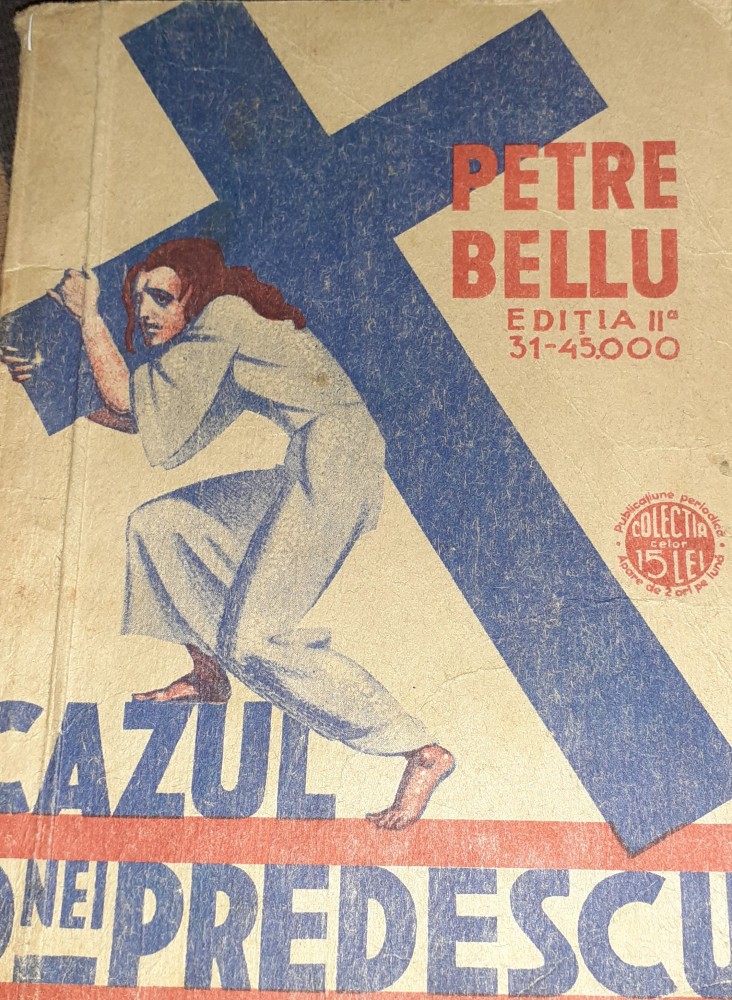 PETRE
BELLU
EDIȚIA IIª
31-45.000
Publicațiune periodică
COLECȚIA
celor
15 LEI
Apare de 2 ori pe lună
CAZUL
DNEI PREDESCU